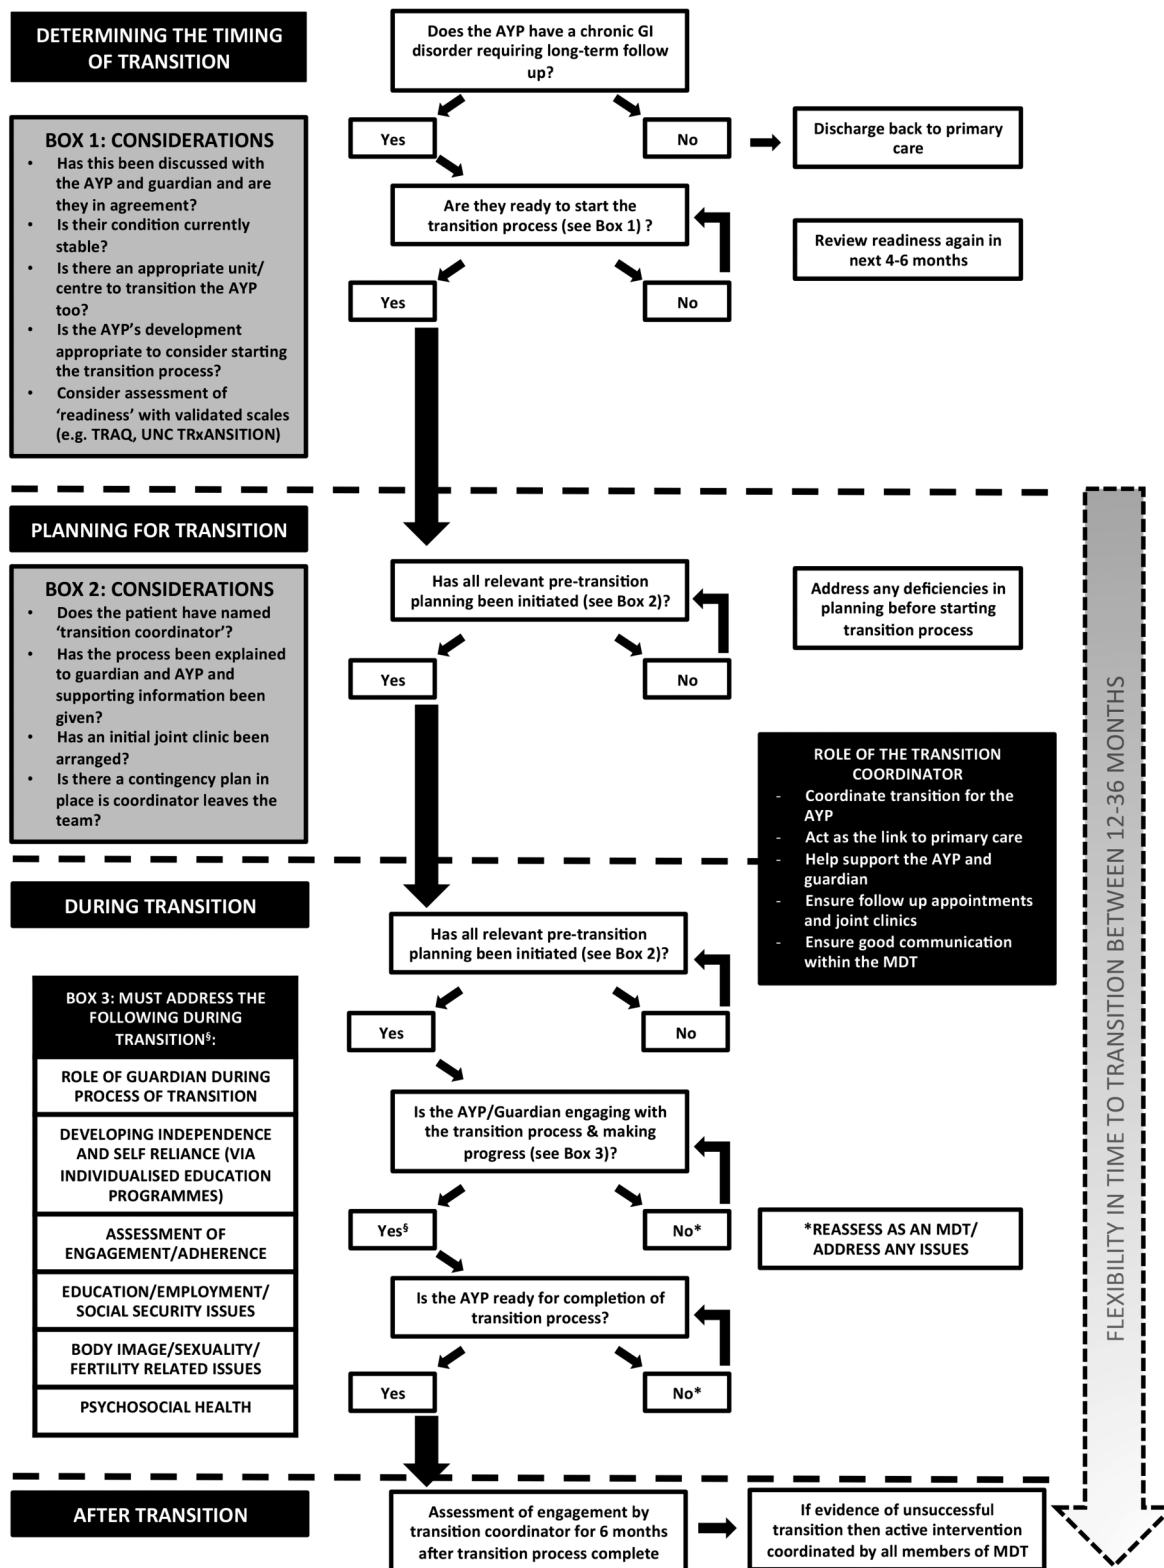 DETERMINING THE TIMING
OF TRANSITION
Does the AYP have a chronic GI
disorder requiring long-term follow
up?
Yes
No
Discharge back to primary
care
BOX 1: CONSIDERATIONS
• Has this been discussed with
the AYP and guardian and are
they in agreement?
• Is their condition currently
stable?
• Is there an appropriate unit/
centre to transition the AYP
too?
• Is the AYP's development
appropriate to consider starting
the transition process?
• Consider assessment of
'readiness' with validated scales
(e.g. TRAQ, UNC TRxANSITION)
Are they ready to start the
transition process (see Box 1) ?
Review readiness again in
next 4-6 months
Yes
No
PLANNING FOR TRANSITION
BOX 2: CONSIDERATIONS
• Does the patient have named
'transition coordinator'?
• Has the process been explained
to guardian and AYP and
supporting information been
given?
• Has an initial joint clinic been
arranged?
• Is there a contingency plan in
place is coordinator leaves the
team?
Has all relevant pre-transition
planning been initiated (see Box 2)?
Address any deficiencies in
planning before starting
transition process
Yes
No
ROLE OF THE TRANSITION
COORDINATOR
- Coordinate transition for the
AYP
- Act as the link to primary care
- Help support the AYP and
guardian
- Ensure follow up appointments
and joint clinics
- Ensure good communication
within the MDT
FLEXIBILITY IN TIME TO TRANSITION BETWEEN 12-36 MONTHS
DURING TRANSITION
Has all relevant pre-transition
planning been initiated (see Box 2)?
Yes
No
BOX 3: MUST ADDRESS THE
FOLLOWING DURING
TRANSITION§:
ROLE OF GUARDIAN DURING
PROCESS OF TRANSITION
DEVELOPING INDEPENDENCE
AND SELF RELIANCE (VIA
INDIVIDUALISED EDUCATION
PROGRAMMES)
ASSESSMENT OF
ENGAGEMENT/ADHERENCE
EDUCATION/EMPLOYMENT/
SOCIAL SECURITY ISSUES
BODY IMAGE/SEXUALITY/
FERTILITY RELATED ISSUES
PSYCHOSOCIAL HEALTH
Is the AYP/Guardian engaging with
the transition process & making
progress (see Box 3)?
Yes§
No*
*REASSESS AS AN MDT/
ADDRESS ANY ISSUES
Is the AYP ready for completion of
transition process?
Yes
No*
AFTER TRANSITION
Assessment of engagement by
transition coordinator for 6 months
after transition process complete
If evidence of unsuccessful
transition then active intervention
coordinated by all members of MDT